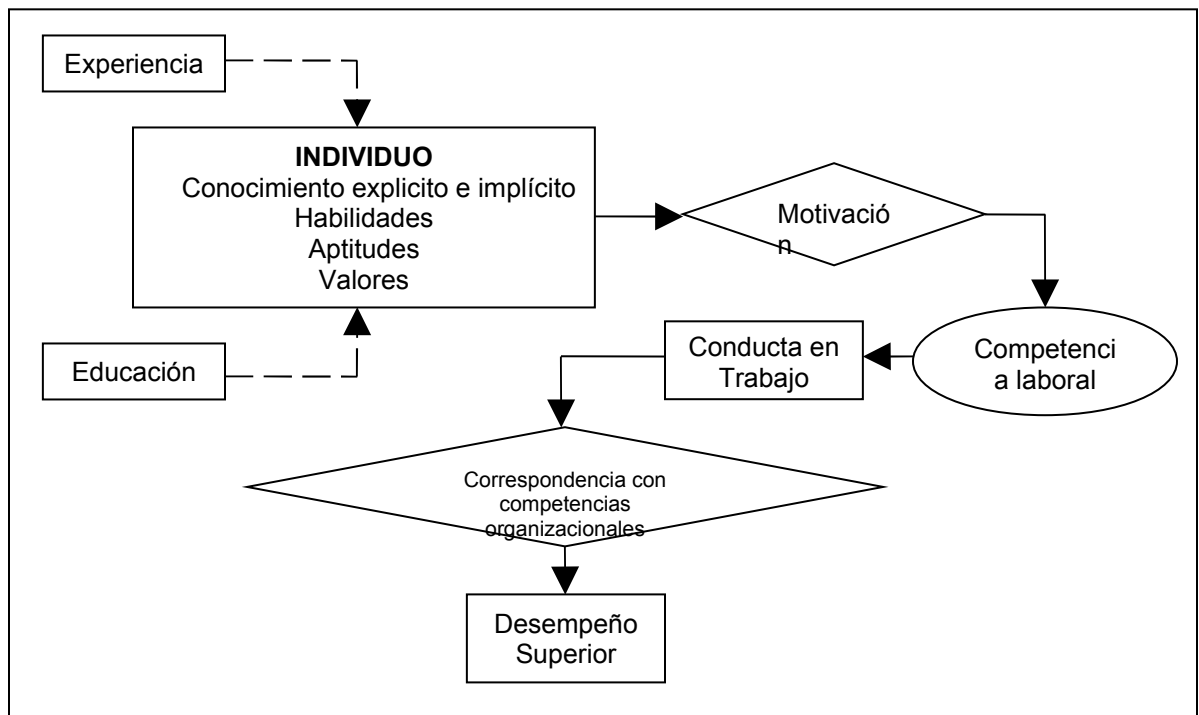 Experiencia
INDIVIDUO
Conocimiento explicito e implícito
Habilidades
Aptitudes
Valores
Educación
Motivació
n
Competenci
a laboral
Conducta en
Trabajo
Correspondencia con
competencias
organizacionales
Desempeño
Superior